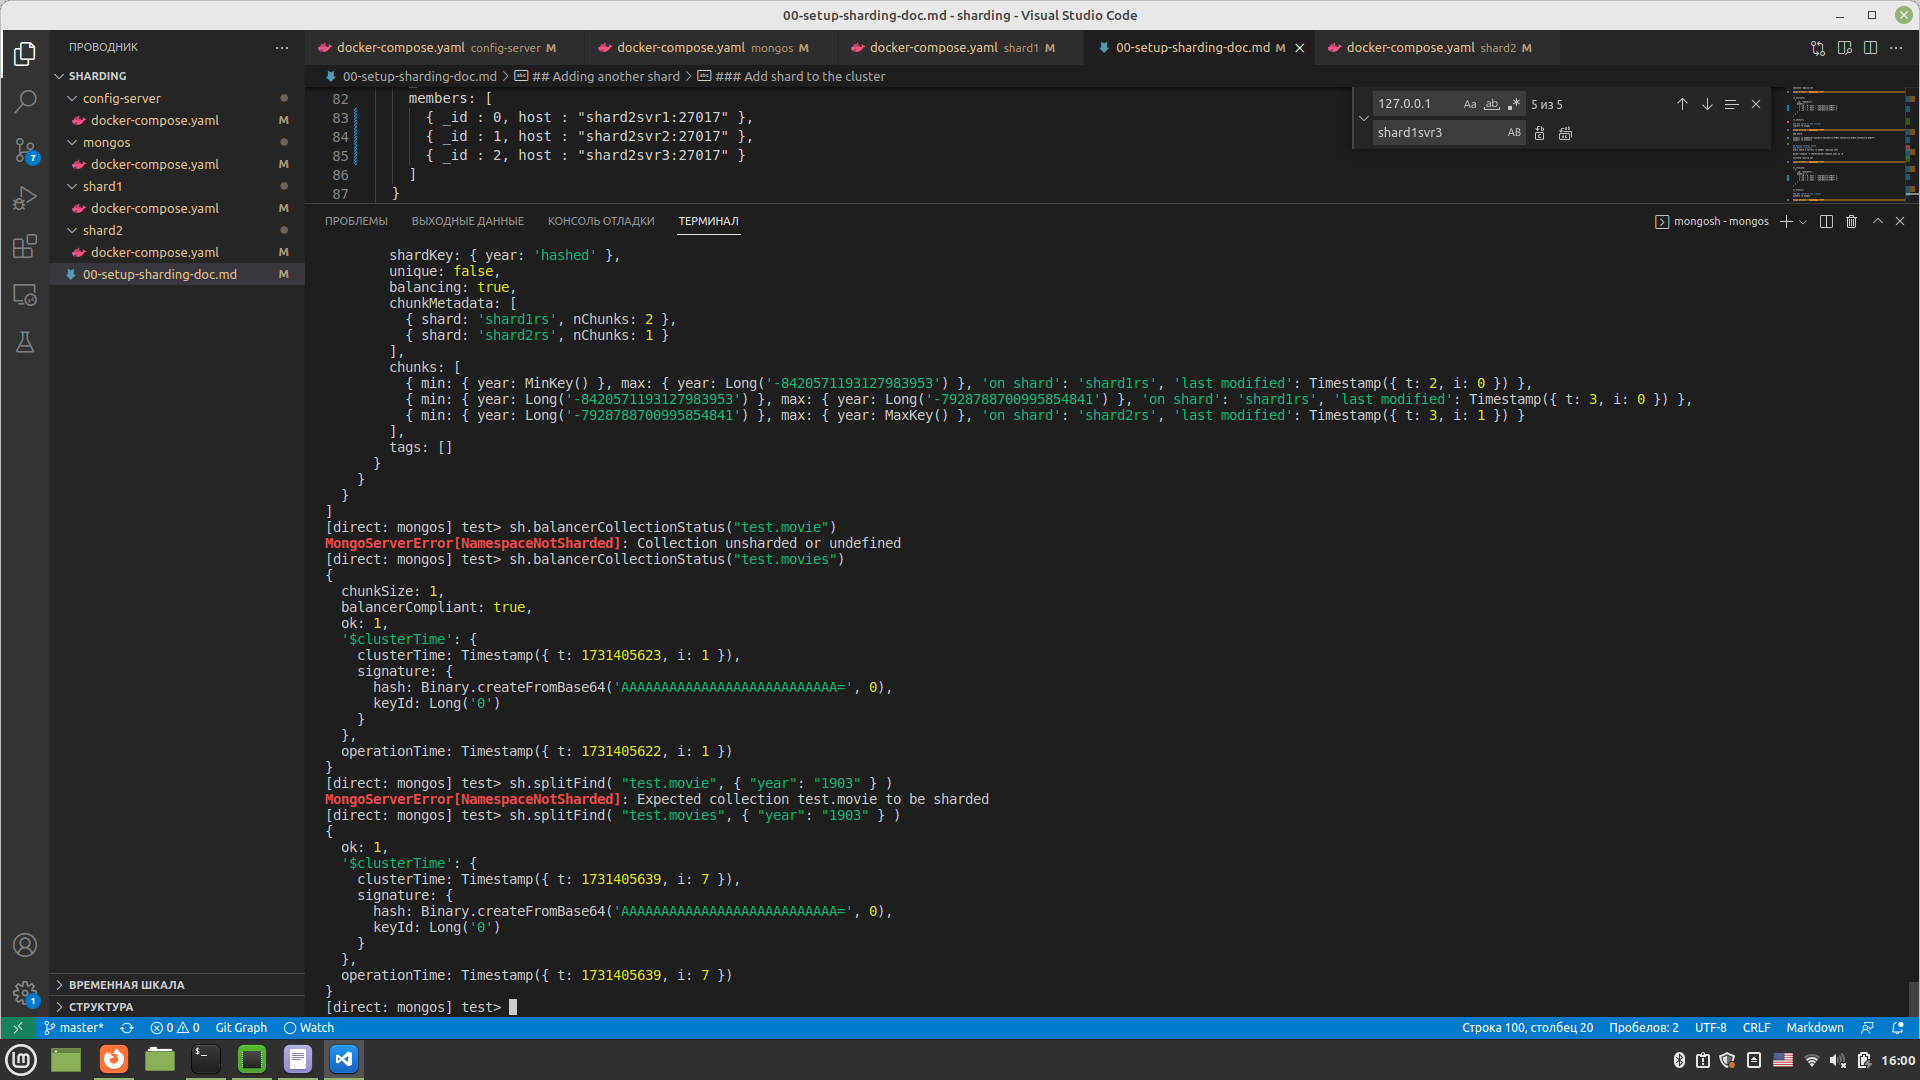 00-setup-sharding-doc.md - sharding - Visual Studio Code
ПРОВОДНИК
docker-compose.yaml config-server M
docker-compose.yaml mongos M
docker-compose.yaml shard1 M
00-setup-sharding-doc.md M
docker-compose.yaml shard2 M
00-setup-sharding-doc.md > ## Adding another shard > ### Add shard to the cluster
SHARDING
config-server
docker-compose.yaml M
mongos
docker-compose.yaml M
shard1
docker-compose.yaml M
shard2
docker-compose.yaml M
00-setup-sharding-doc.md M
82 members: [
83 { _id : 0, host : "shard2svr1:27017" },
84 { _id : 1, host : "shard2svr2:27017" },
85 { _id : 2, host : "shard2svr3:27017" }
86 ]
87 }
127.0.0.1 Aa ab .* 5 из 5
shard1svr3 AB
ПРОБЛЕМЫ ВЫХОДНЫЕ ДАННЫЕ КОНСОЛЬ ОТЛАДКИ ТЕРМИНАЛ
mongosh - mongos
shardKey: { year: 'hashed' },
unique: false,
balancing: true,
chunkMetadata: [
{ shard: 'shard1rs', nChunks: 2 },
{ shard: 'shard2rs', nChunks: 1 }
],
chunks: [
{ min: { year: MinKey() }, max: { year: Long('-8420571193127983953') }, 'on shard': 'shard1rs', 'last modified': Timestamp({ t: 2, i: 0 }) },
{ min: { year: Long('-8420571193127983953') }, max: { year: Long('-7928788700995854841') }, 'on shard': 'shard1rs', 'last modified': Timestamp({ t: 3, i: 0 }) },
{ min: { year: Long('-7928788700995854841') }, max: { year: MaxKey() }, 'on shard': 'shard2rs', 'last modified': Timestamp({ t: 3, i: 1 }) }
],
tags: []
}
}
}
]
[direct: mongos] test> sh.balancerCollectionStatus("test.movie")
MongoServerError[NamespaceNotSharded]: Collection unsharded or undefined
[direct: mongos] test> sh.balancerCollectionStatus("test.movies")
{
chunkSize: 1,
balancerCompliant: true,
ok: 1,
'$clusterTime': {
clusterTime: Timestamp({ t: 1731405623, i: 1 }),
signature: {
hash: Binary.createFromBase64('AAAAAAAAAAAAAAAAAAAAAAAAAAA=', 0),
keyId: Long('0')
}
},
operationTime: Timestamp({ t: 1731405622, i: 1 })
}
[direct: mongos] test> sh.splitFind( "test.movie", { "year": "1903" } )
MongoServerError[NamespaceNotSharded]: Expected collection test.movie to be sharded
[direct: mongos] test> sh.splitFind( "test.movies", { "year": "1903" } )
{
ok: 1,
'$clusterTime': {
clusterTime: Timestamp({ t: 1731405639, i: 7 }),
signature: {
hash: Binary.createFromBase64('AAAAAAAAAAAAAAAAAAAAAAAAAAA=', 0),
keyId: Long('0')
}
},
operationTime: Timestamp({ t: 1731405639, i: 7 })
}
[direct: mongos] test>
7
1
ВРЕМЕННАЯ ШКАЛА
СТРУКТУРА
master* 0 0 Git Graph Watch
Строка 100, столбец 20 Пробелов: 2 UTF-8 CRLF Markdown
16:00